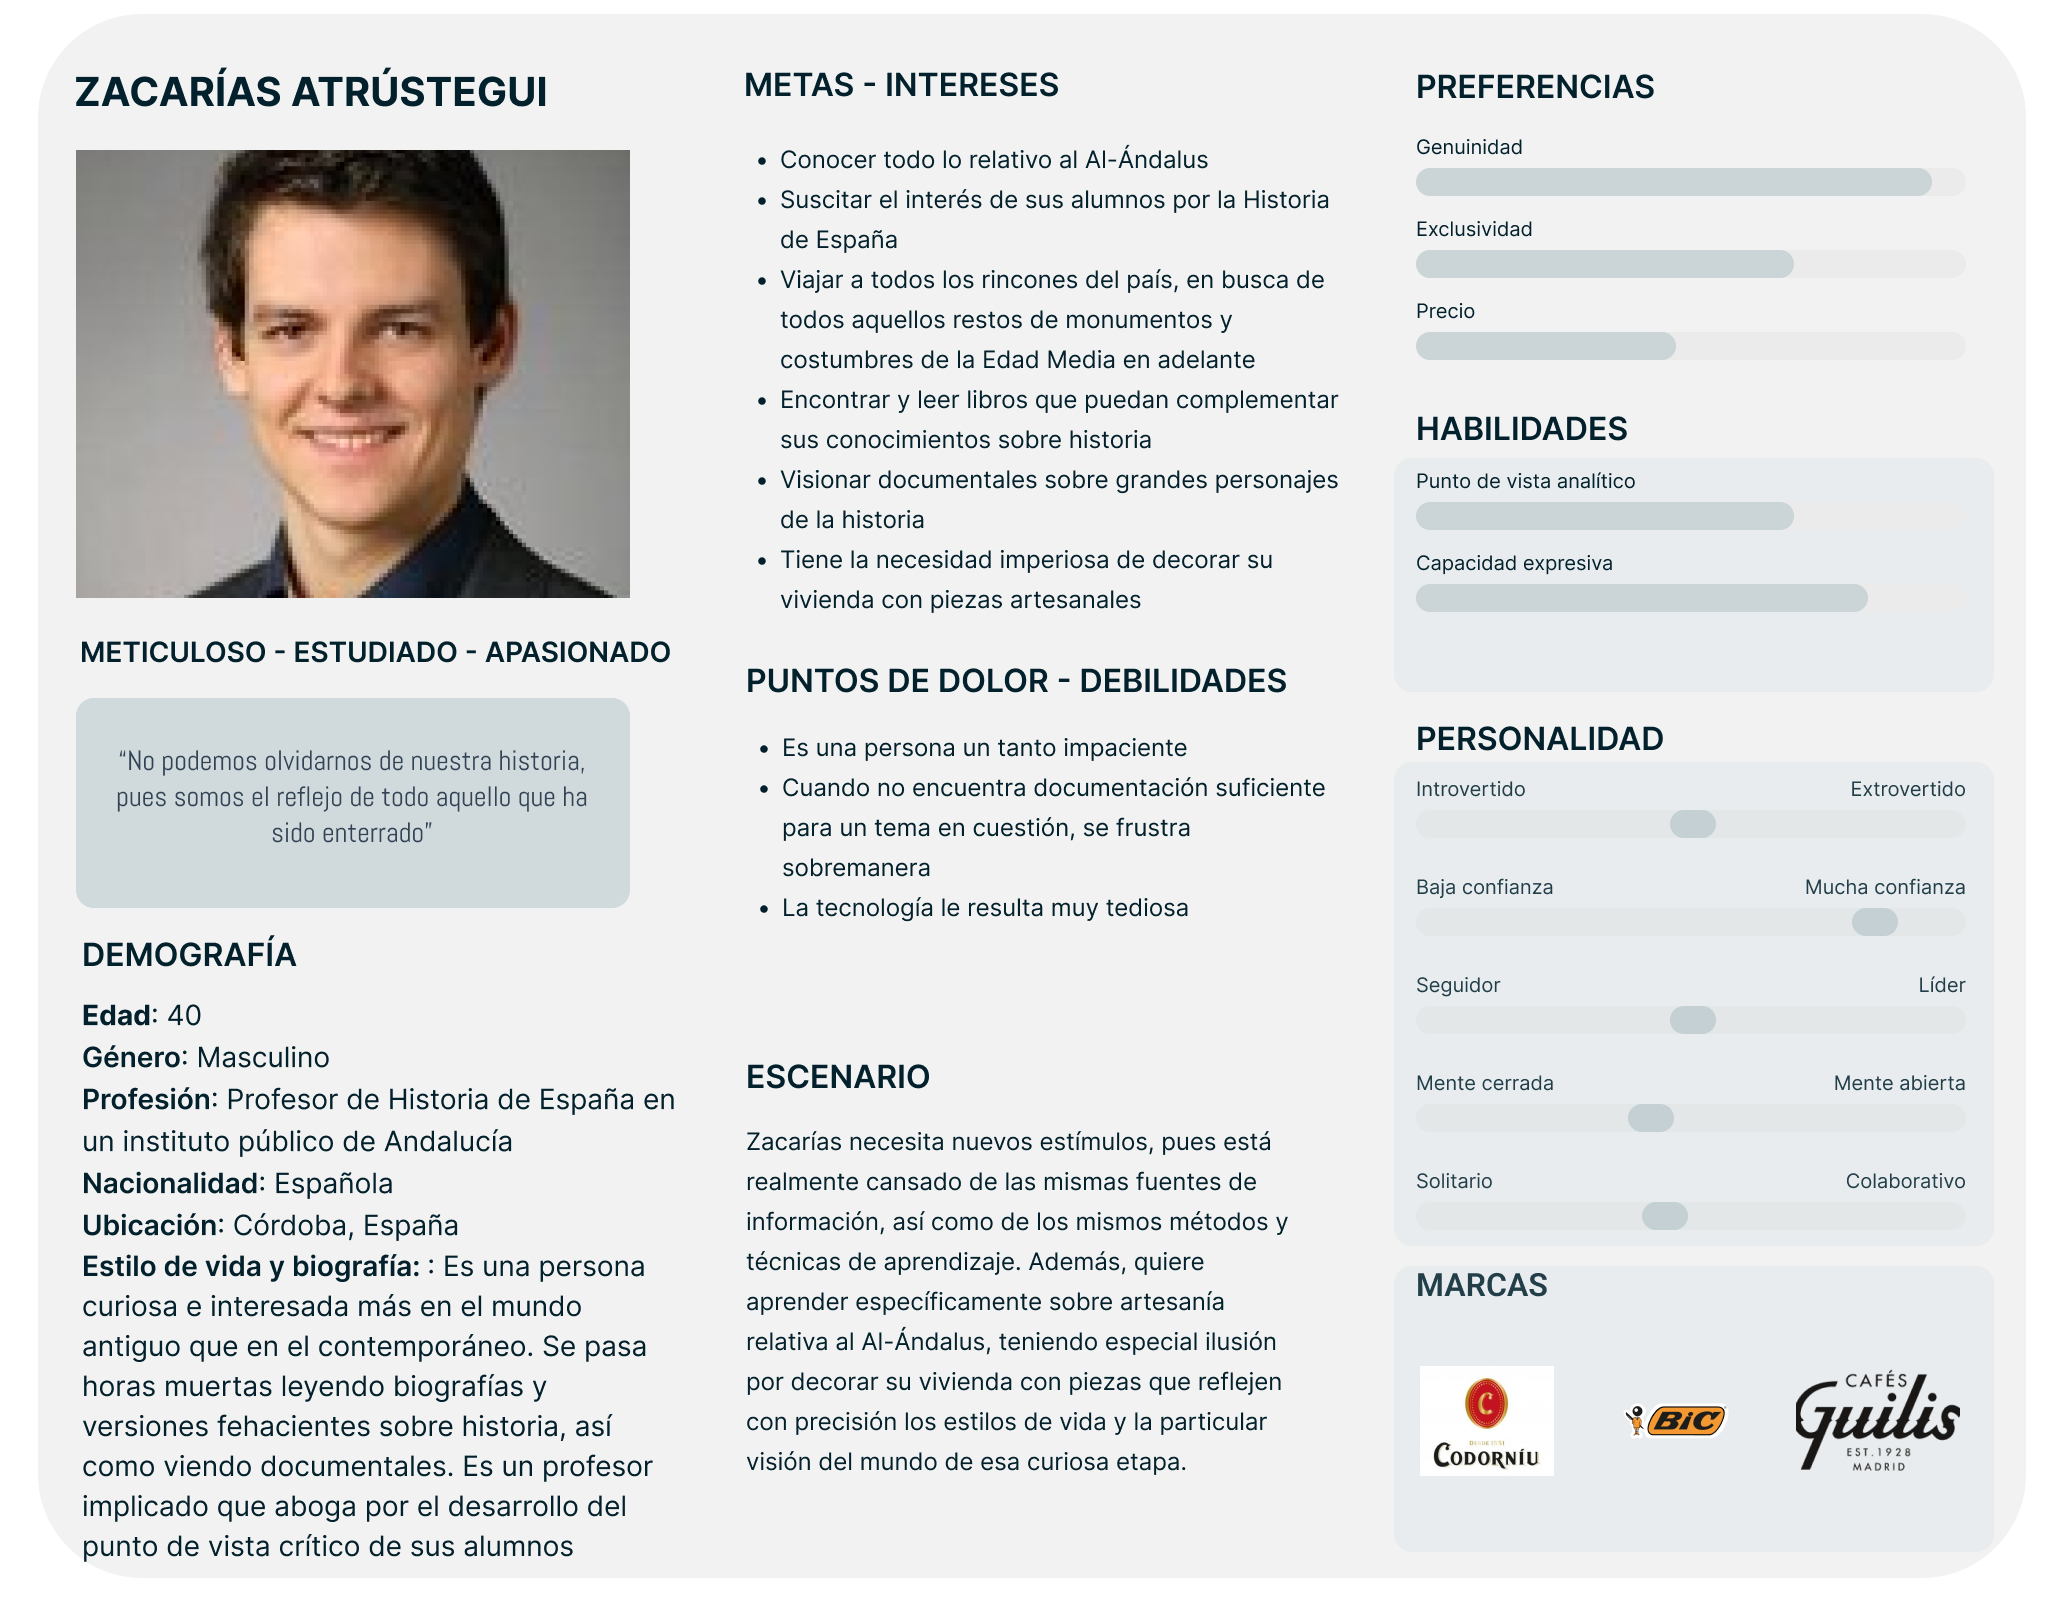 ZACARÍAS ATRÚSTEGUI
METICULOSO - ESTUDIADO - APASIONADO
“No podemos olvidarnos de nuestra historia,
pues somos el reflejo de todo aquello que ha
sido enterrado”
DEMOGRAFÍA
Edad: 40
Género: Masculino
Profesión: Profesor de Historia de España en
un instituto público de Andalucía
Nacionalidad: Española
Ubicación: Córdoba, España
Estilo de vida y biografía: : Es una persona
curiosa e interesada más en el mundo
antiguo que en el contemporáneo. Se pasa
horas muertas leyendo biografías y
versiones fehacientes sobre historia, así
como viendo documentales. Es un profesor
implicado que aboga por el desarrollo del
punto de vista crítico de sus alumnos
METAS - INTERESES
• Conocer todo lo relativo al Al-Ándalus
• Suscitar el interés de sus alumnos por la Historia
de España
• Viajar a todos los rincones del país, en busca de
todos aquellos restos de monumentos y
costumbres de la Edad Media en adelante
• Encontrar y leer libros que puedan complementar
sus conocimientos sobre historia
• Visionar documentales sobre grandes personajes
de la historia
• Tiene la necesidad imperiosa de decorar su
vivienda con piezas artesanales
PUNTOS DE DOLOR - DEBILIDADES
• Es una persona un tanto impaciente
• Cuando no encuentra documentación suficiente
para un tema en cuestión, se frustra
sobremanera
• La tecnología le resulta muy tediosa
ESCENARIO
Zacarías necesita nuevos estímulos, pues está
realmente cansado de las mismas fuentes de
información, así como de los mismos métodos y
técnicas de aprendizaje. Además, quiere
aprender específicamente sobre artesanía
relativa al Al-Ándalus, teniendo especial ilusión
por decorar su vivienda con piezas que reflejen
con precisión los estilos de vida y la particular
visión del mundo de esa curiosa etapa.
PREFERENCIAS
Genuinidad
Exclusividad
Precio
HABILIDADES
Punto de vista analítico
Capacidad expresiva
PERSONALIDAD
Introvertido Extrovertido
Baja confianza Mucha confianza
Seguidor Líder
Mente cerrada Mente abierta
Solitario Colaborativo
MARCAS
C
DESDE 1551
CODORNÍU
BiC
CAFÉS
Guilis
EST. 1928
MADRID